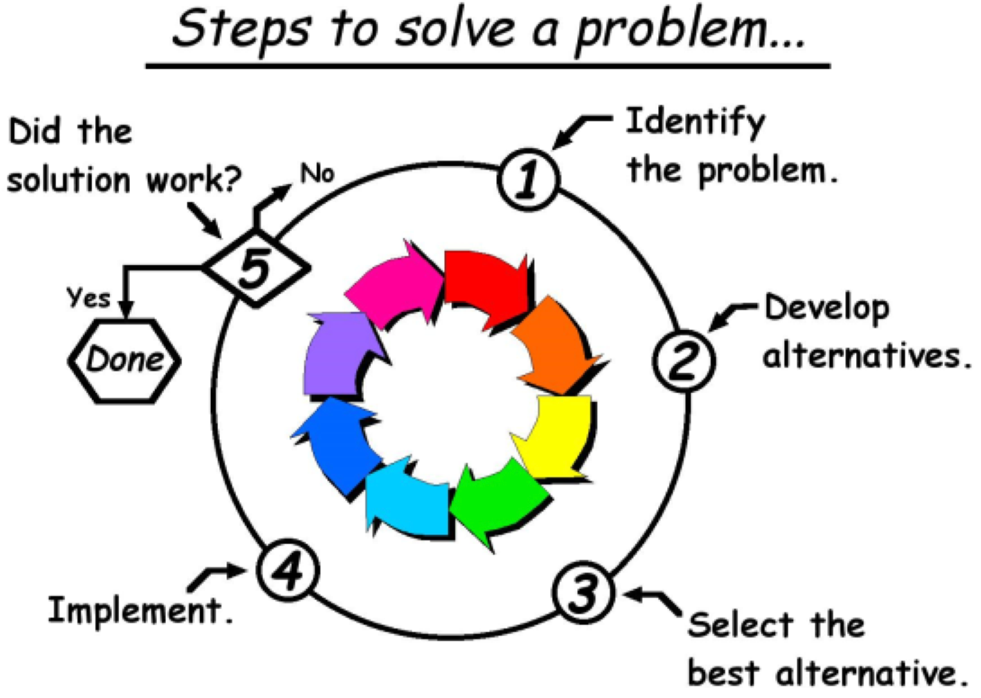 Steps to solve a problem...
1
Identify
the problem.
2
Develop
alternatives.
3
Select the
best alternative.
4
Implement.
5
Did the
solution work?
No
Yes
Done